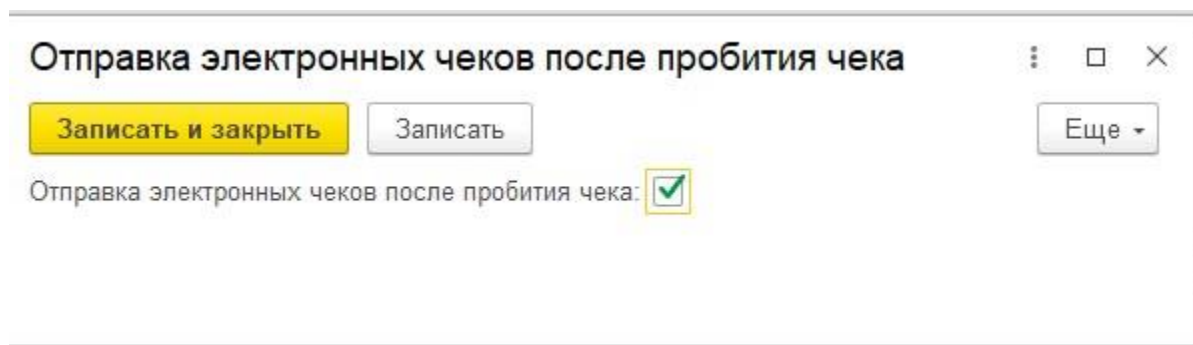 Отправка электронных чеков после пробития чека
Записать и закрыть Записать Еще
Отправка электронных чеков после пробития чека: